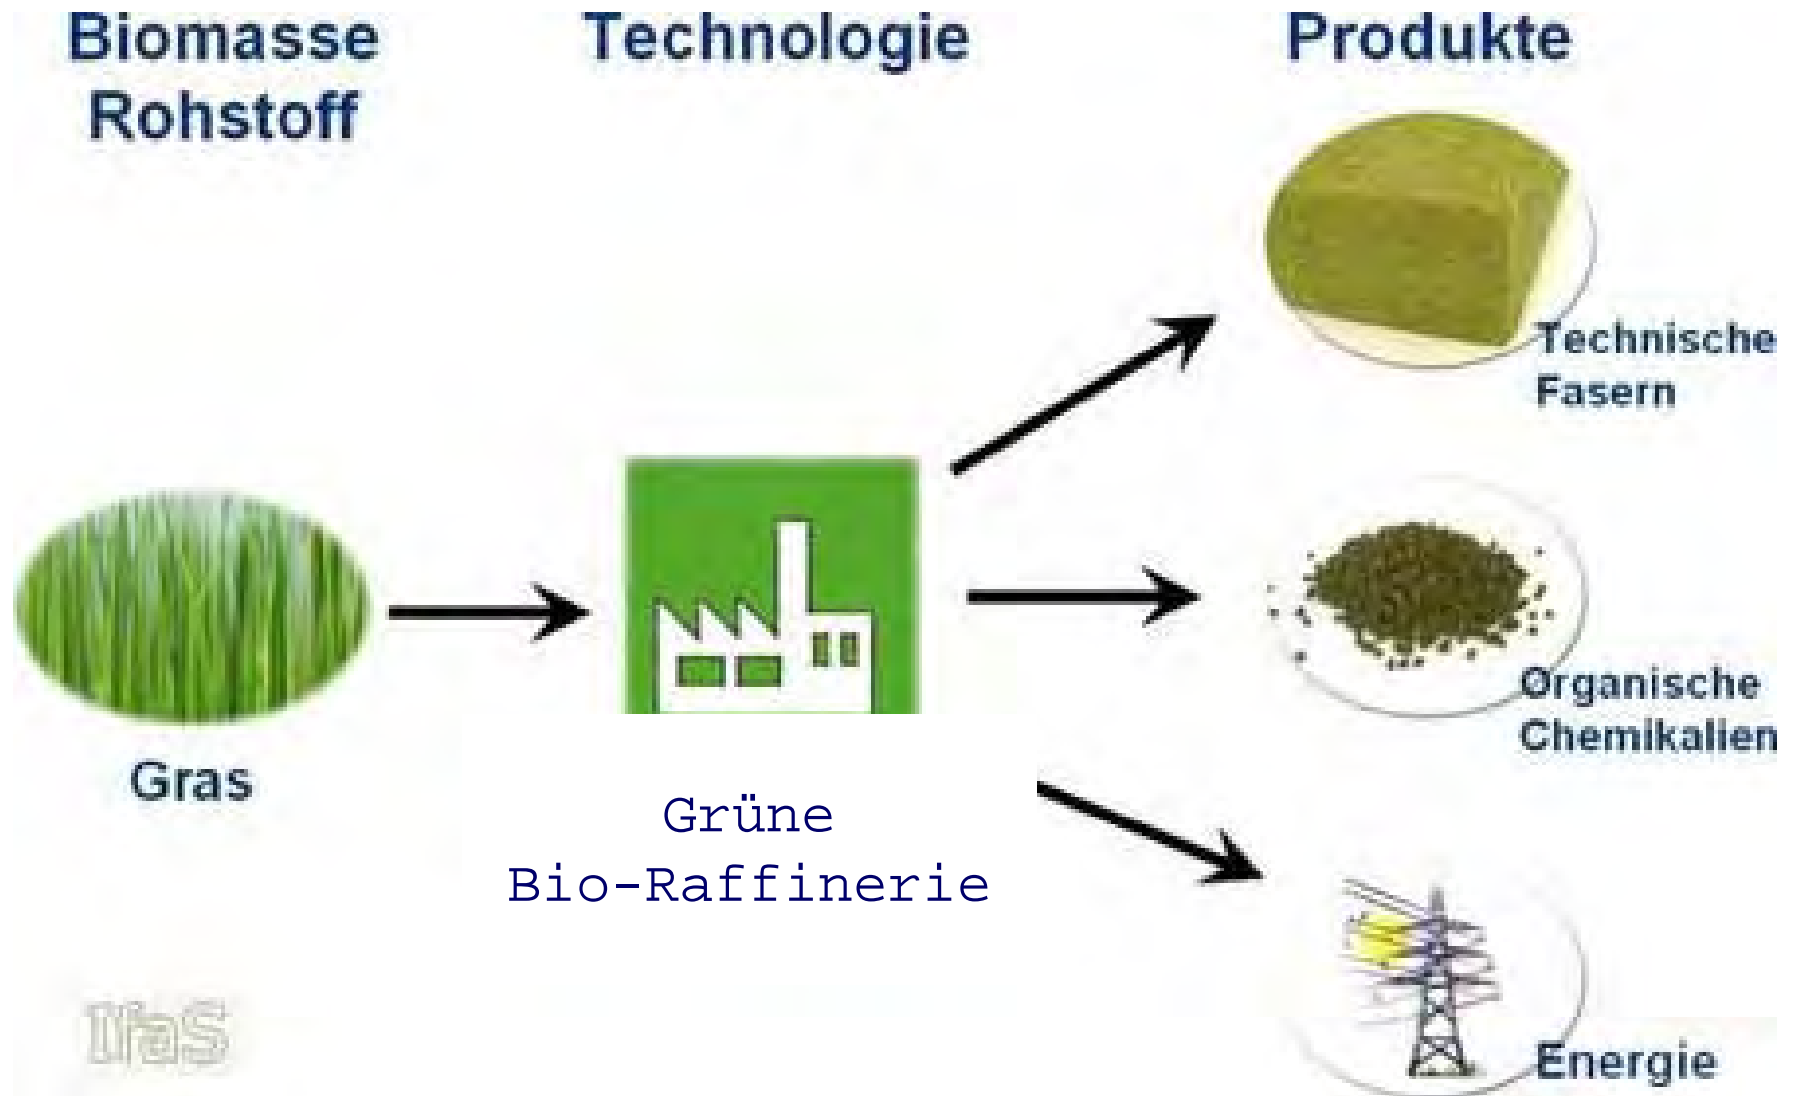 Biomasse
Rohstoff
Technologie
Produkte
Technische
Fasern
Organische
Chemikalien
Gras
Grüne
Bio-Raffinerie
IfaS
Energie